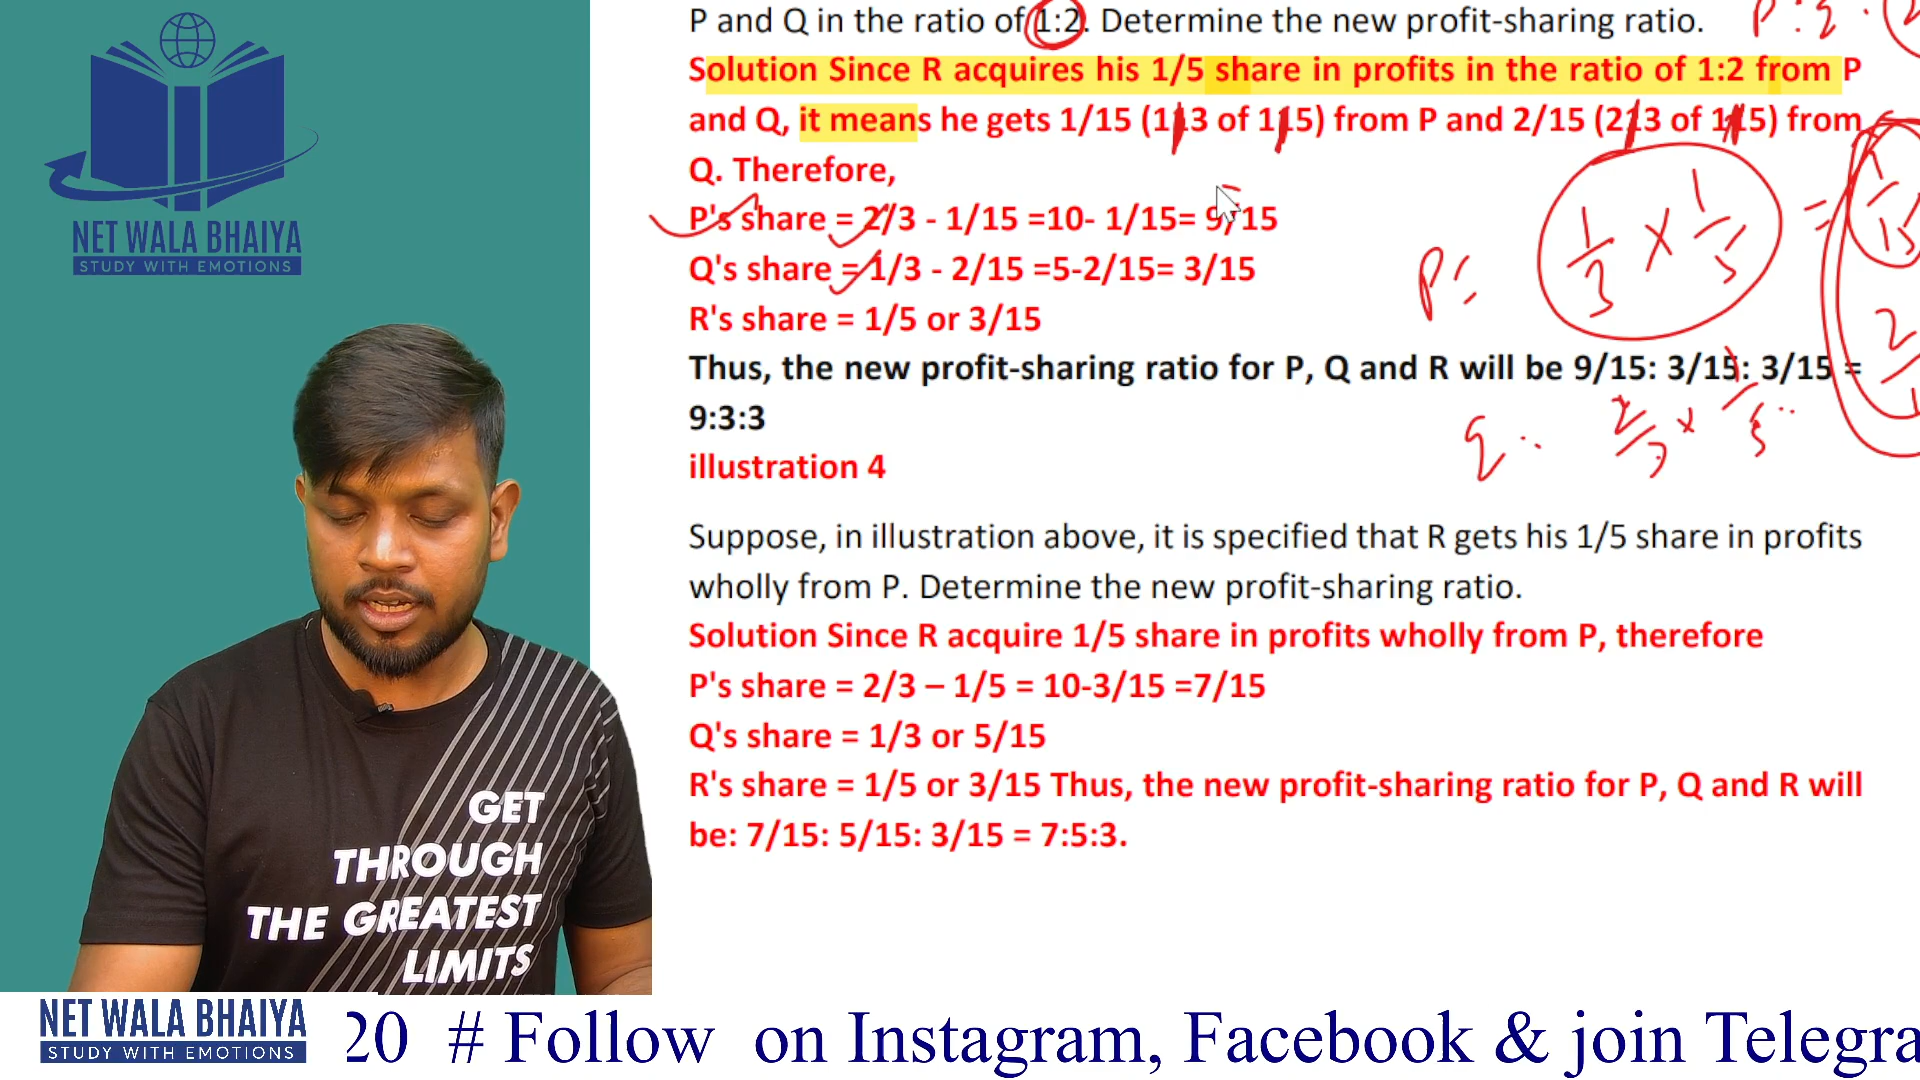 P and Q in the ratio of 1:2. Determine the new profit-sharing ratio.
Solution Since R acquires his 1/5 share in profits in the ratio of 1:2 from P
and Q, it means he gets 1/15 (113 of 115) from P and 2/15 (213 of 115) from
Q. Therefore,
P's share = 2/3 - 1/15 =10- 1/15= 9/15
Q's share = 1/3 - 2/15 =5-2/15= 3/15
R's share = 1/5 or 3/15
Thus, the new profit-sharing ratio for P, Q and R will be 9/15: 3/15: 3/15 =
9:3:3
illustration 4
Suppose, in illustration above, it is specified that R gets his 1/5 share in profits
wholly from P. Determine the new profit-sharing ratio.
Solution Since R acquire 1/5 share in profits wholly from P, therefore
P's share = 2/3 – 1/5 = 10-3/15 =7/15
Q's share = 1/3 or 5/15
R's share = 1/5 or 3/15 Thus, the new profit-sharing ratio for P, Q and R will
be: 7/15: 5/15: 3/15 = 7:5:3.
P = 1/3 × 1/5 = 1/15
NET WALA BHAIYA
STUDY WITH EMOTIONS
GET
THROUGH
THE GREATEST
LIMITS
NET WALA BHAIYA
STUDY WITH EMOTIONS
20 # Follow on Instagram, Facebook & join Telegra